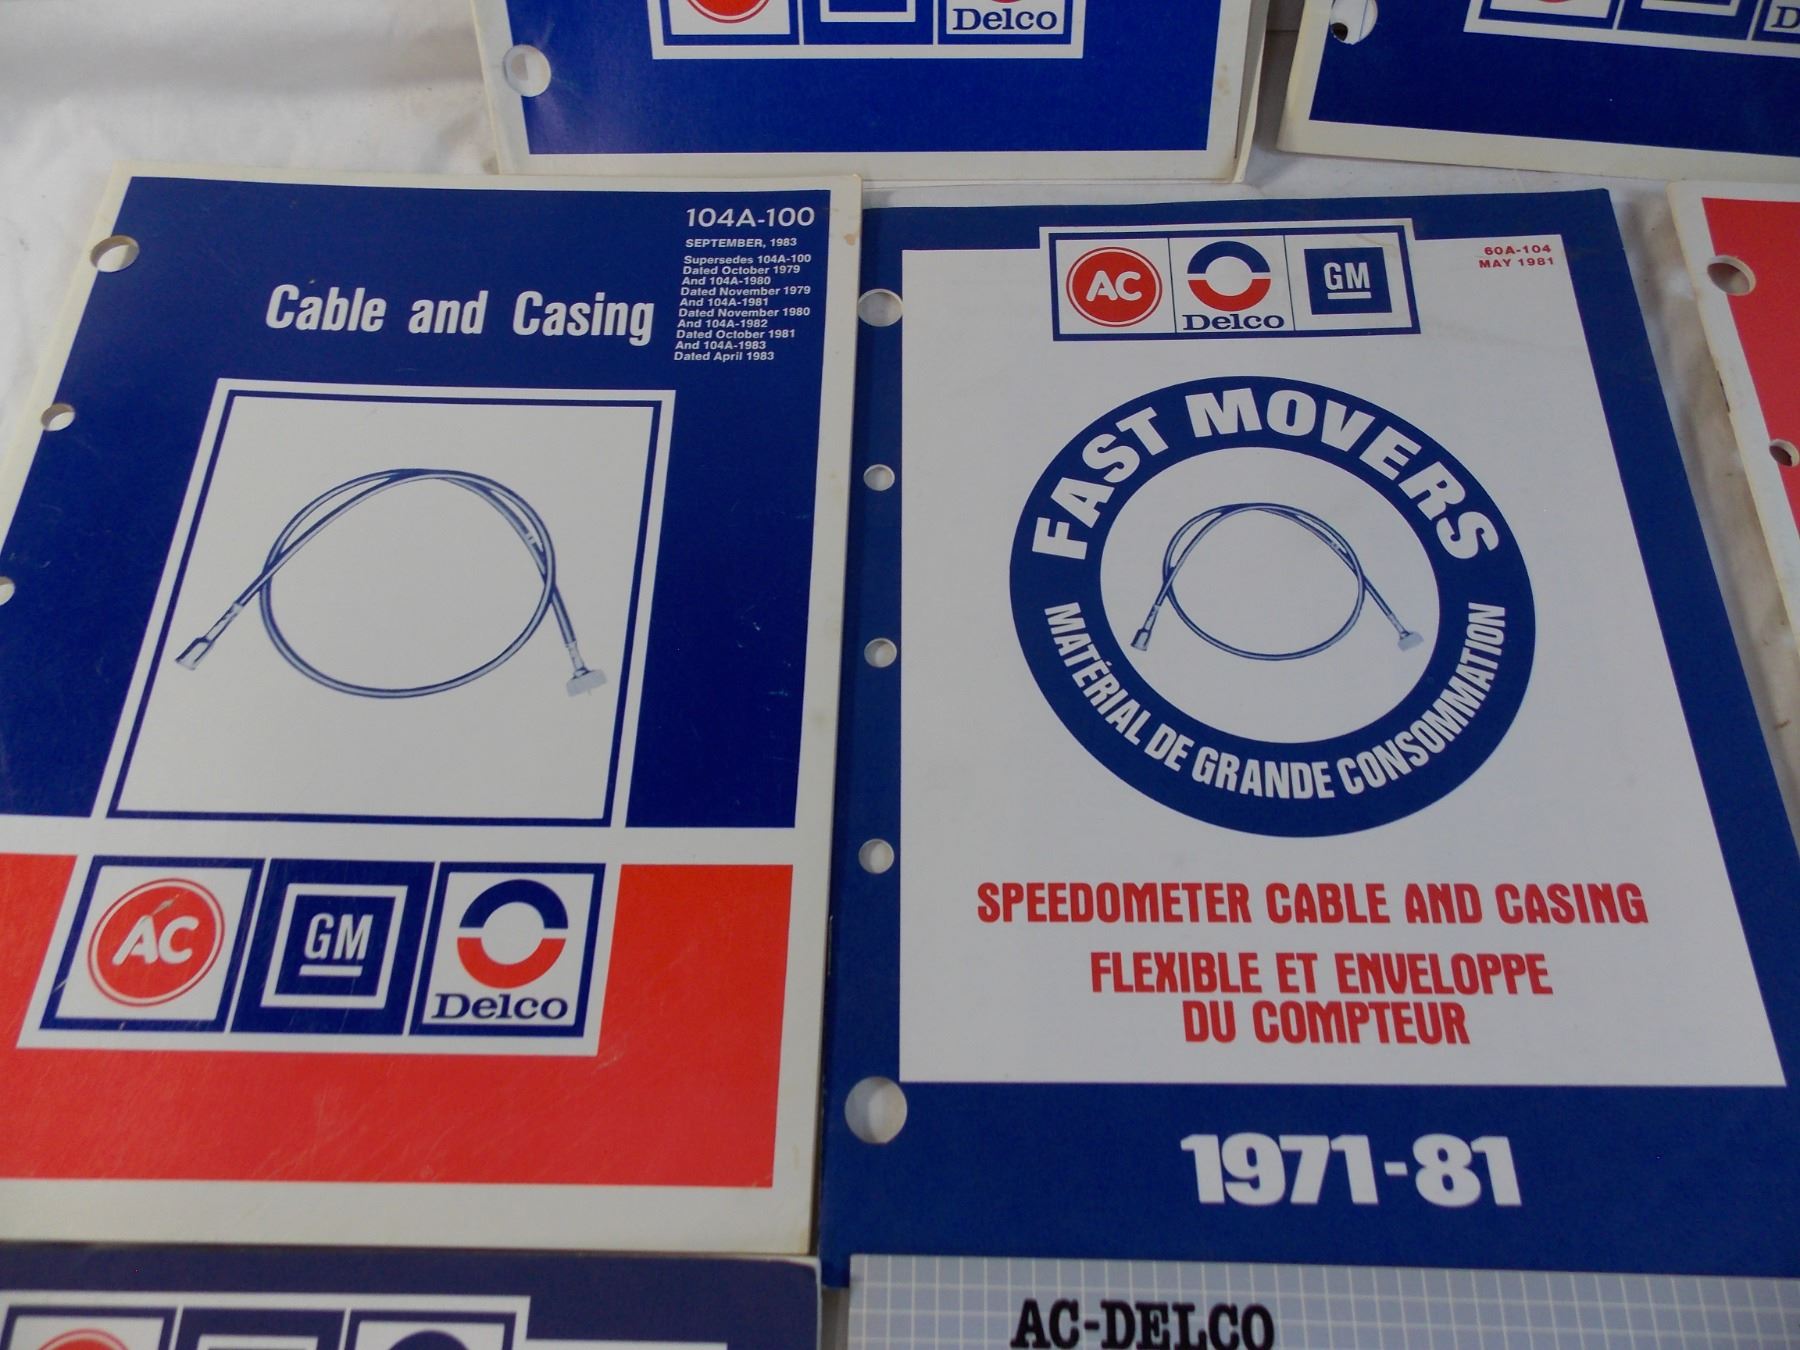 Delco
104A-100
SEPTEMBER, 1983
Supersedes 104A-100
Dated October 1979
And 104A-1980
Dated November 1979
And 104A-1981
Dated November 1980
And 104A-1982
Dated October 1981
And 104A-1983
Dated April 1983
Cable and Casing
AC
GM
Delco
AC
Delco
GM
60A-104
MAY 1981
FAST MOVERS
MATÉRIAL DE GRANDE CONSOMMATION
SPEEDOMETER CABLE AND CASING
FLEXIBLE ET ENVELOPPE
DU COMPTEUR
1971-81
AC-DELCO